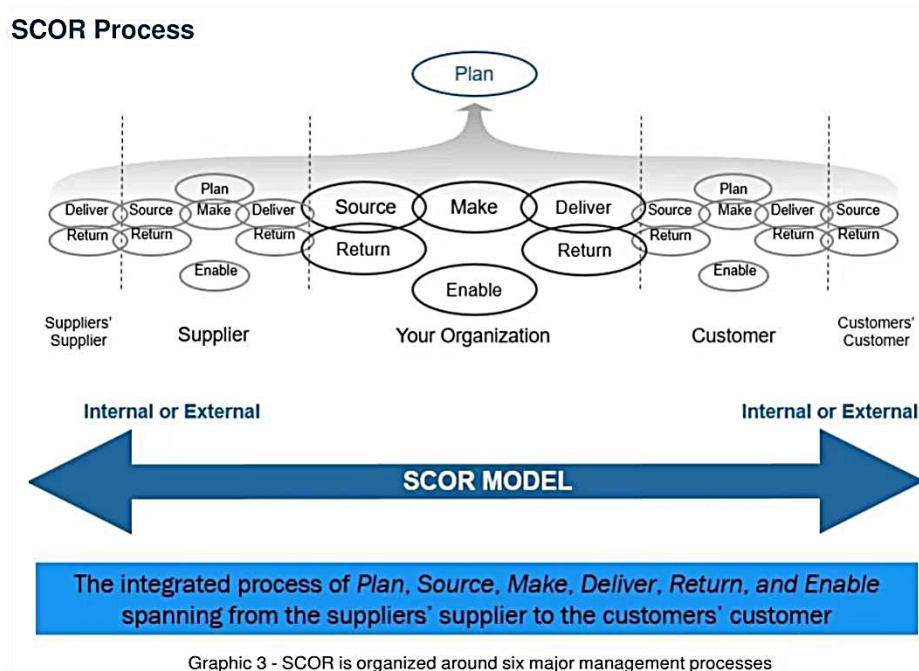 SCOR Process
Plan
Plan Plan
Deliver Source Make Deliver Source Make Deliver Source Make Deliver Source
Return Return Return Return Return Return Return Return
Enable Enable Enable
Suppliers' Supplier Your Organization Customer Customers'
Supplier Customer
Internal or External Internal or External
SCOR MODEL
The integrated process of Plan, Source, Make, Deliver, Return, and Enable
spanning from the suppliers' supplier to the customers' customer
Graphic 3 - SCOR is organized around six major management processes